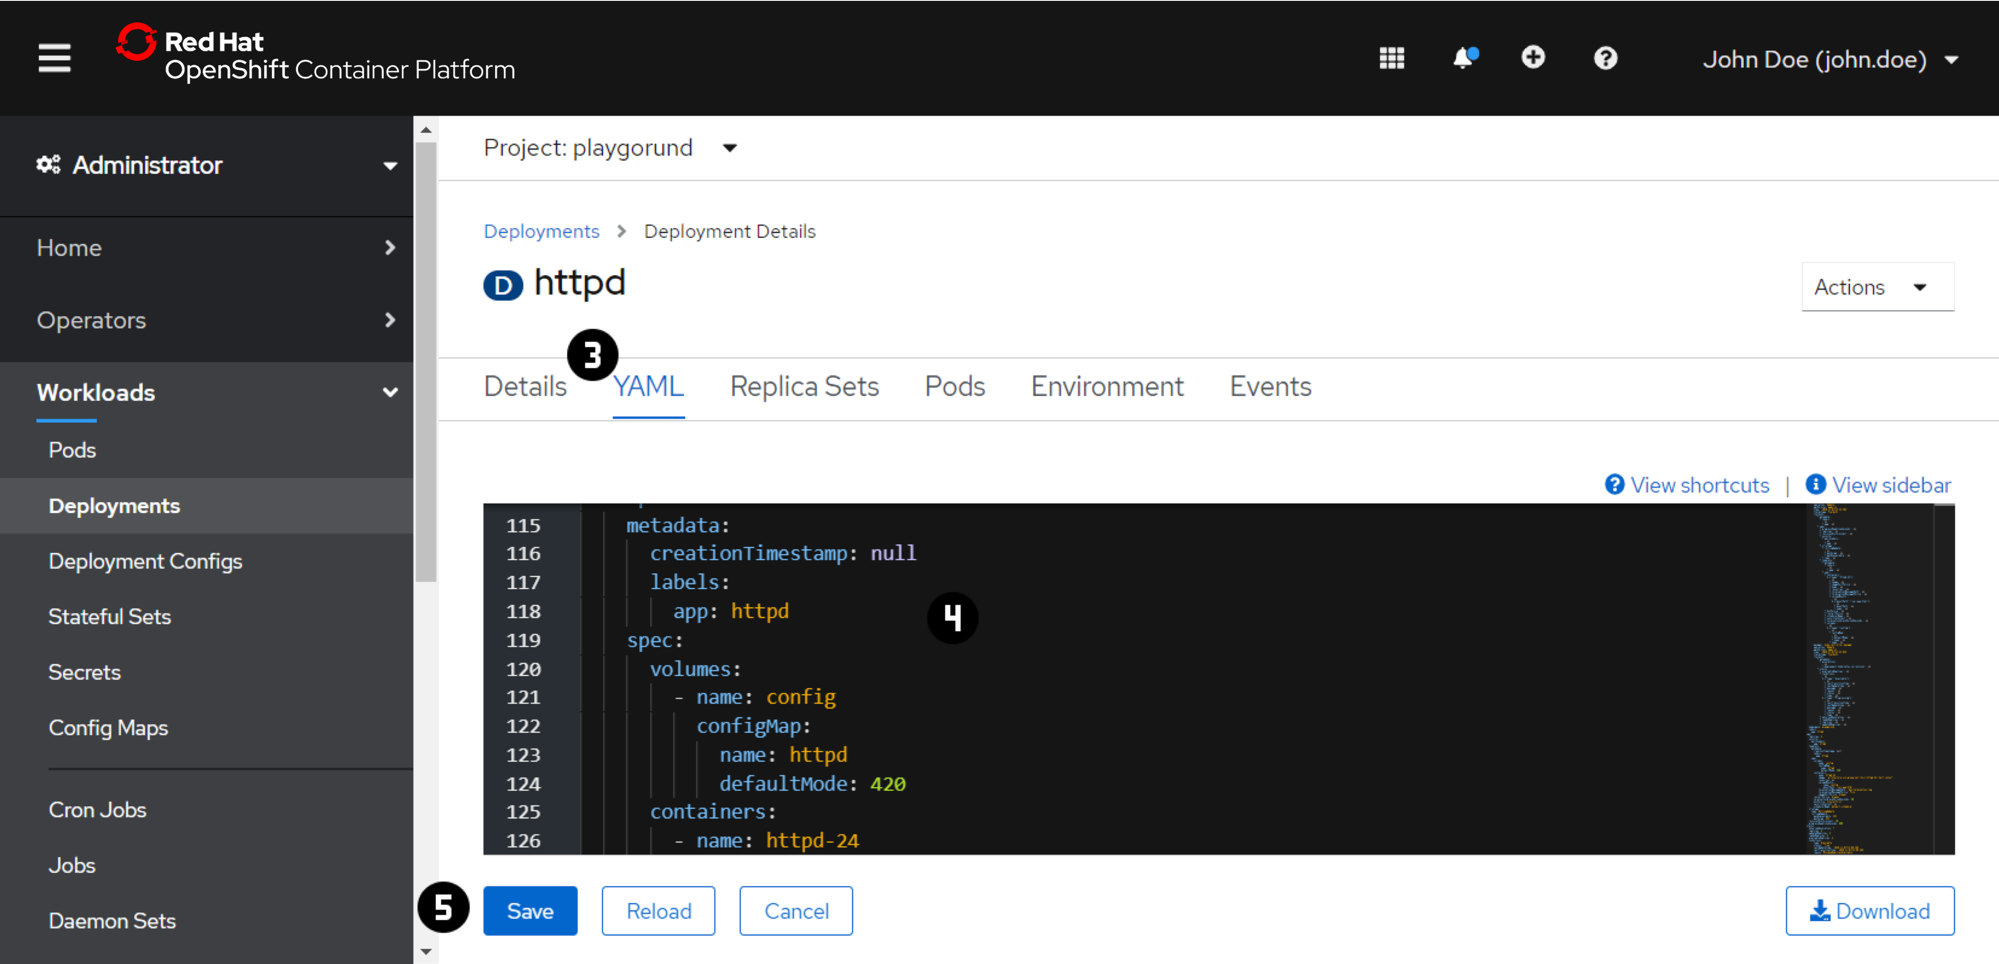 Red Hat
OpenShift Container Platform
John Doe (john.doe)
Administrator
Home
Operators
Workloads
Pods
Deployments
Deployment Configs
Stateful Sets
Secrets
Config Maps
Cron Jobs
Jobs
Daemon Sets
Project: playgorund
Deployments > Deployment Details
D httpd
Actions
3
Details YAML Replica Sets Pods Environment Events
View shortcuts | View sidebar
115 metadata:
116 creationTimestamp: null
117 labels:
118 app: httpd
4
119 spec:
120 volumes:
121 - name: config
122 configMap:
123 name: httpd
124 defaultMode: 420
125 containers:
126 - name: httpd-24
5 Save Reload Cancel Download